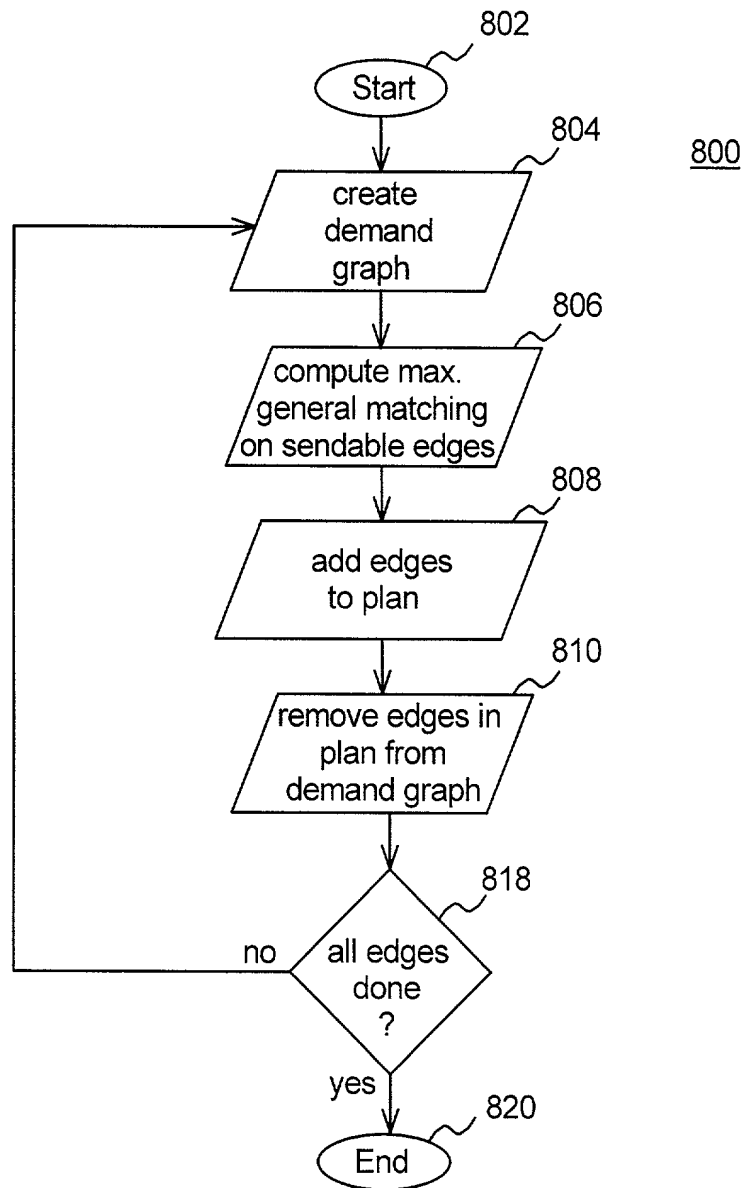 802
Start
804
800
create
demand
graph
806
compute max.
general matching
on sendable edges
808
add edges
to plan
810
remove edges in
plan from
demand graph
818
no
all edges
done
?
yes
820
End